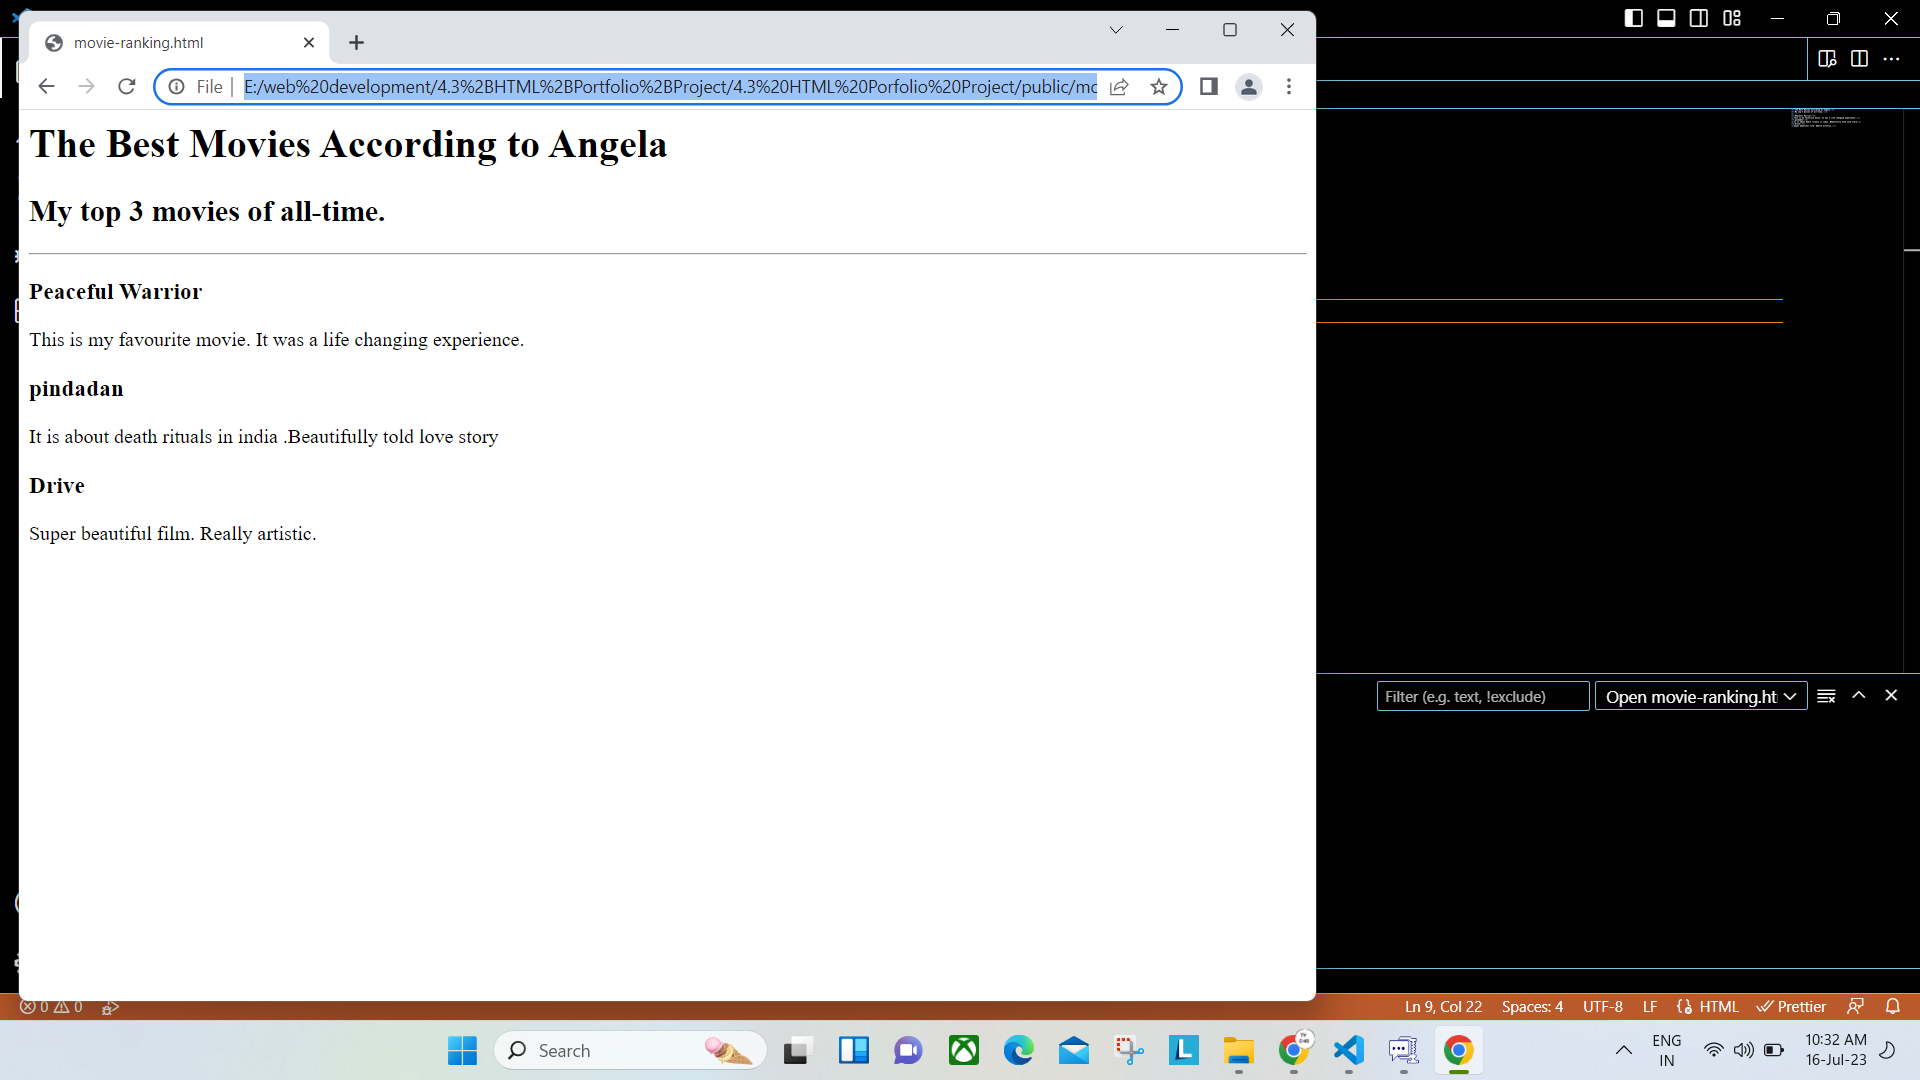 movie-ranking.html
File
E:/web%20development/4.3%2BHTML%2BPortfolio%2BProject/4.3%20HTML%20Porfolio%20Project/public/mo
The Best Movies According to Angela
My top 3 movies of all-time.
Peaceful Warrior
This is my favourite movie. It was a life changing experience.
pindadan
It is about death rituals in india .Beautifully told love story
Drive
Super beautiful film. Really artistic.
Filter (e.g. text, !exclude)
Open movie-ranking.ht
0 0
Ln 9, Col 22 Spaces: 4 UTF-8 LF HTML Prettier
Search
ENG
IN
10:32 AM
16-Jul-23